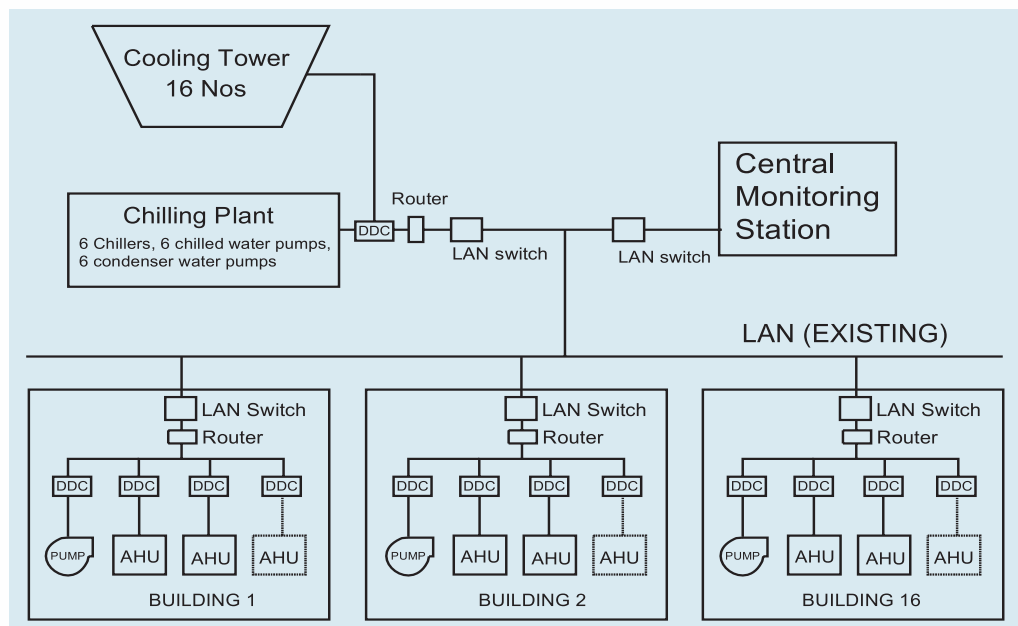 Cooling Tower
16 Nos
Central
Monitoring
Station
Router
Chilling Plant
6 Chillers, 6 chilled water pumps,
6 condenser water pumps
DDC
LAN switch
LAN switch
LAN (EXISTING)
LAN Switch
Router
DDC
DDC
DDC
DDC
PUMP
AHU
AHU
AHU
BUILDING 1
LAN Switch
Router
DDC
DDC
DDC
DDC
PUMP
AHU
AHU
AHU
BUILDING 2
LAN Switch
Router
DDC
DDC
DDC
DDC
PUMP
AHU
AHU
AHU
BUILDING 16